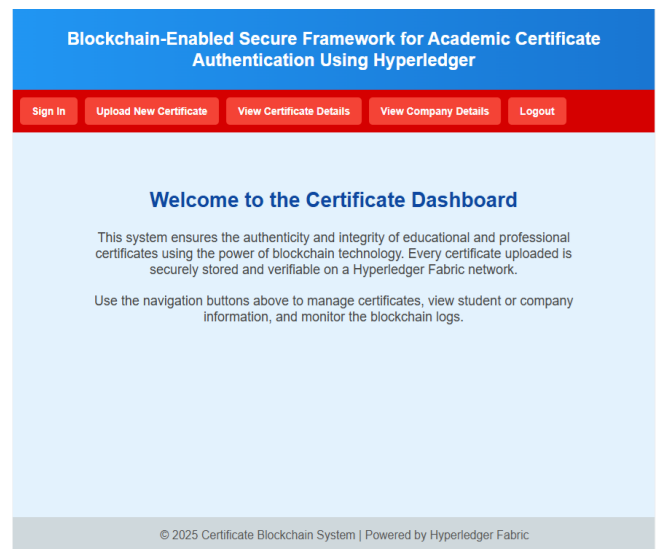 Blockchain-Enabled Secure Framework for Academic Certificate
Authentication Using Hyperledger
Sign In Upload New Certificate View Certificate Details View Company Details Logout
Welcome to the Certificate Dashboard
This system ensures the authenticity and integrity of educational and professional
certificates using the power of blockchain technology. Every certificate uploaded is
securely stored and verifiable on a Hyperledger Fabric network.
Use the navigation buttons above to manage certificates, view student or company
information, and monitor the blockchain logs.
© 2025 Certificate Blockchain System | Powered by Hyperledger Fabric